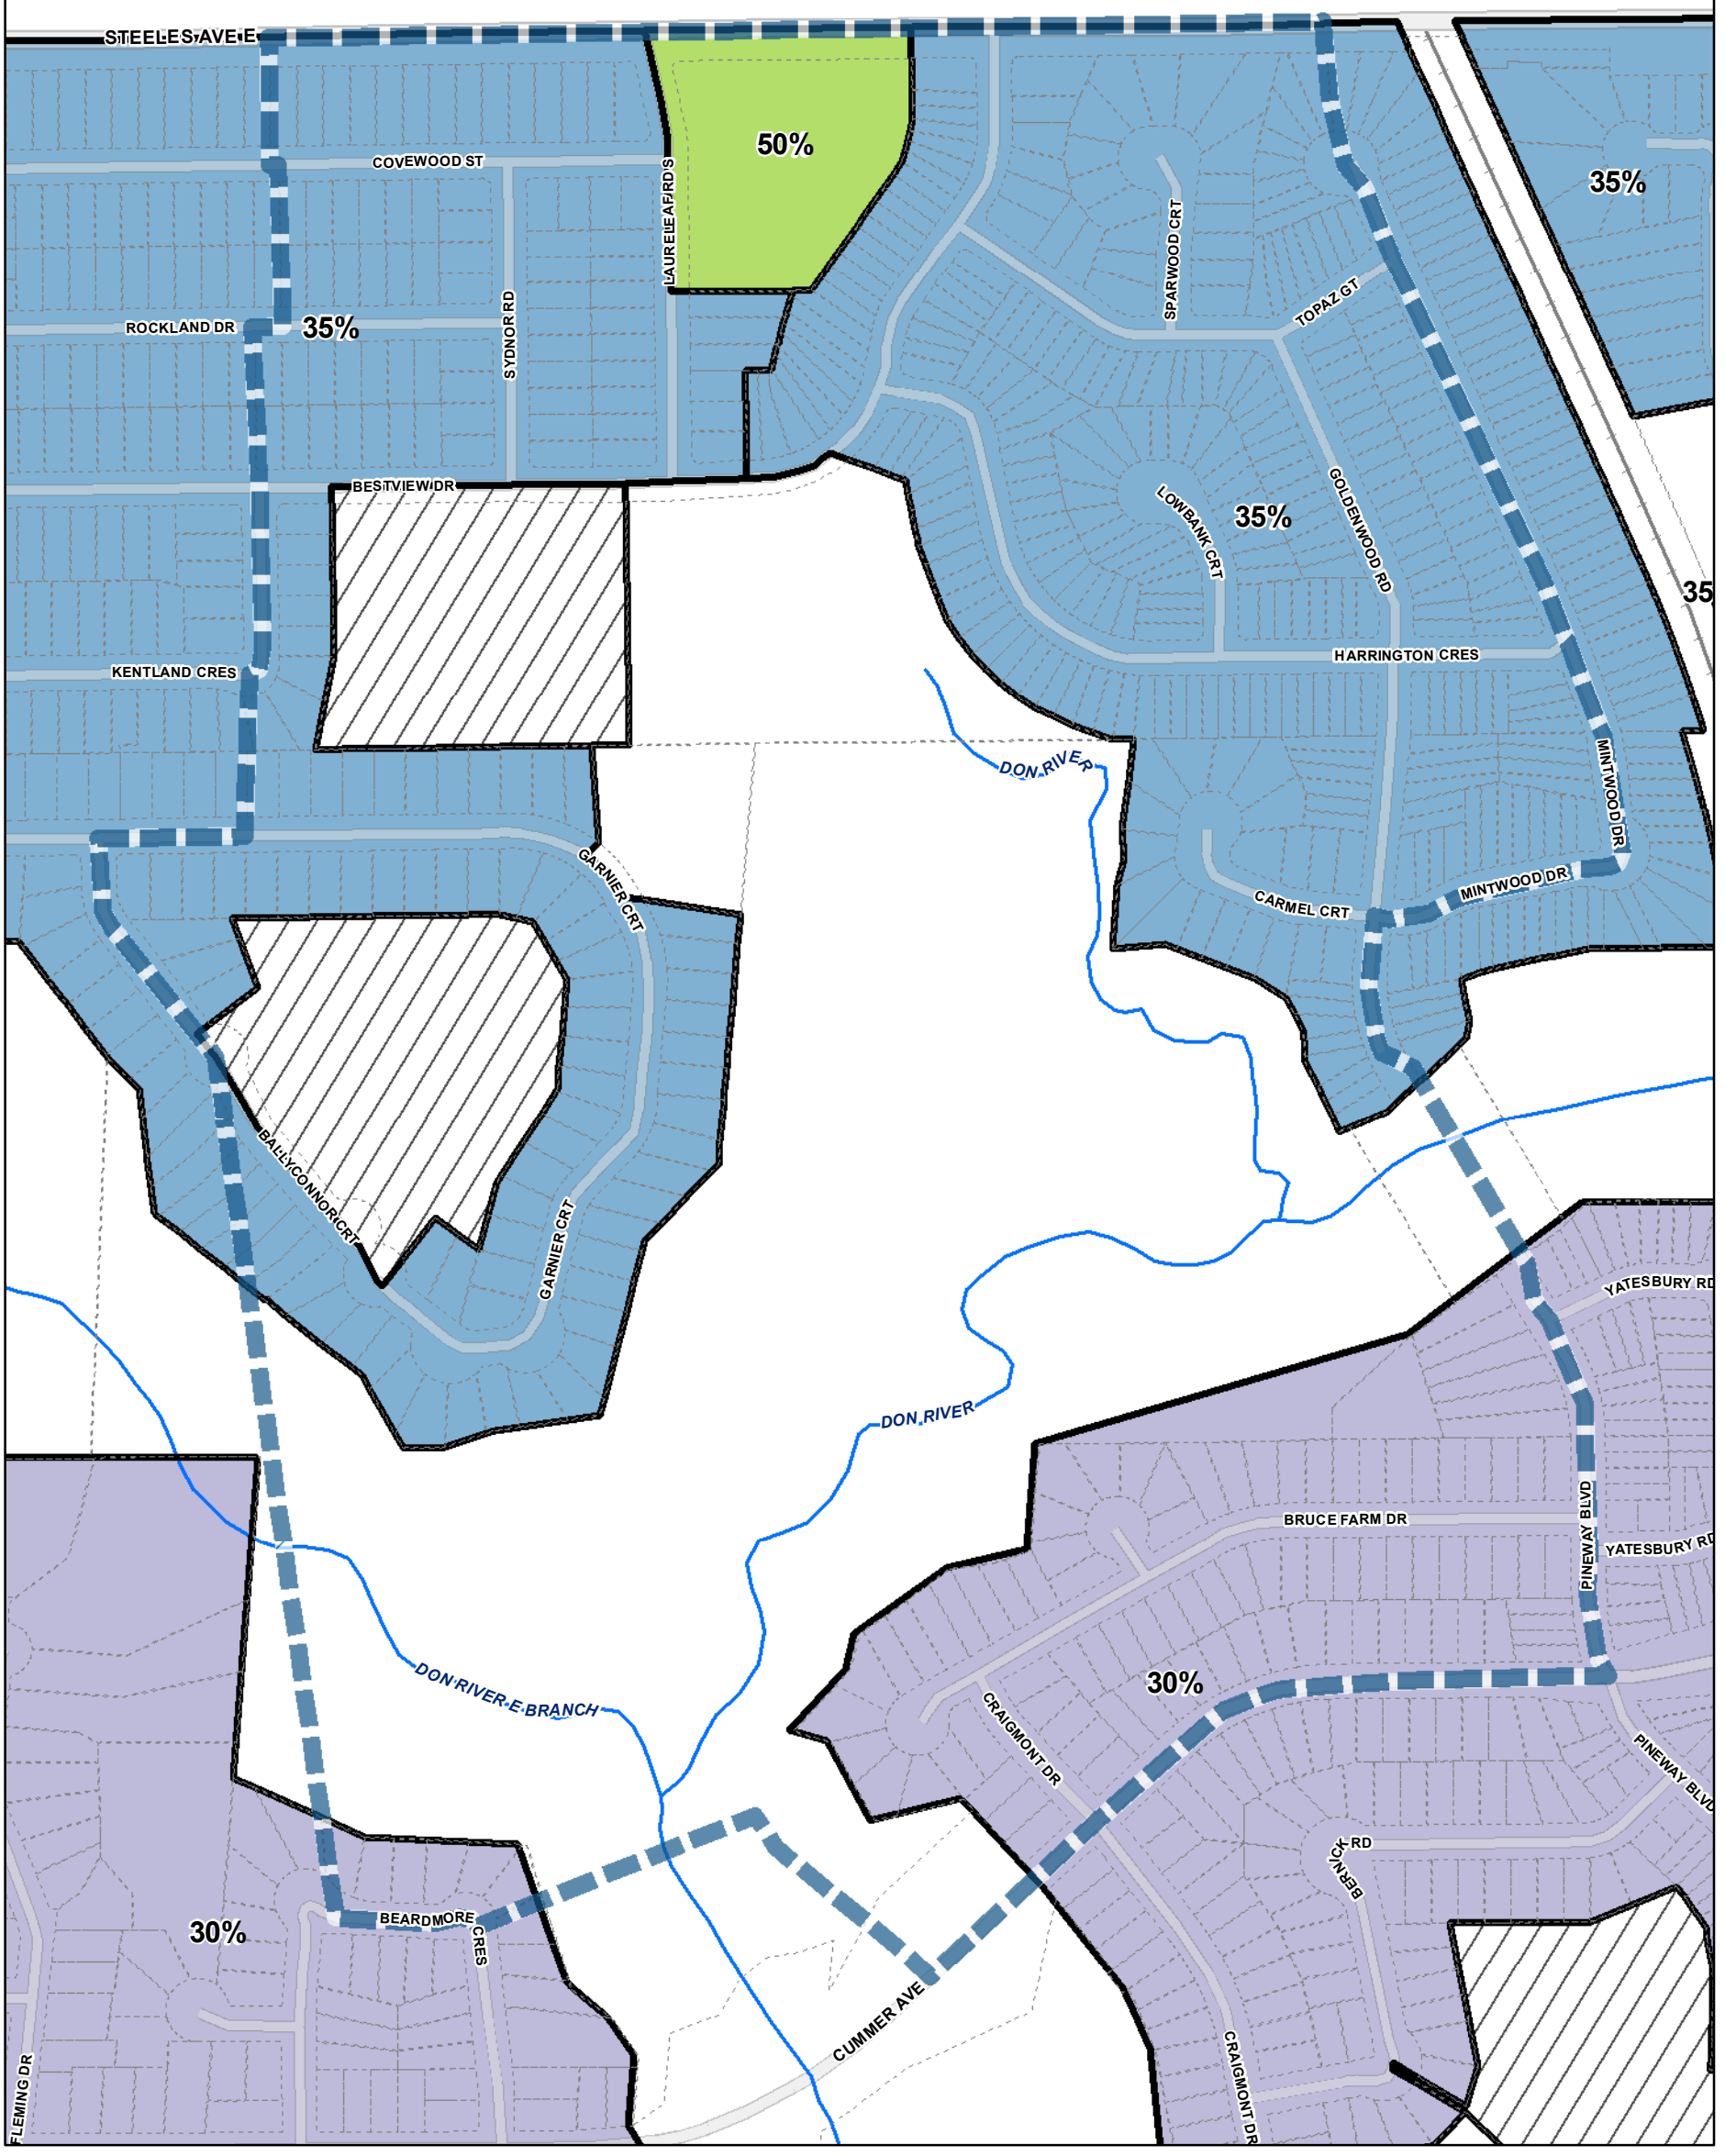 STEELES AVE E
50%
COVEWOOD ST
LAURELEAF RD S
35%
SPARWOOD CRT
TOPAZ GT
ROCKLAND DR
35%
SYDNOR RD
BESTVIEW DR
LOWBANK CRT
35%
GOLDENWOOD RD
35
HARRINGTON CRES
KENTLAND CRES
DON RIVER
MINTWOOD DR
GARNIER CRT
MINTWOOD DR
CARMEL CRT
BALLYCONNOR CRT
GARNIER CRT
YATESBURY RD
DON RIVER
PINEWAY BLVD
BRUCE FARM DR
YATESBURY RD
DON RIVER E BRANCH
30%
CRAIGMONT DR
PINEWAY BLVD
BERNICK RD
BEARDMORE CRES
30%
CUMMER AVE
FLEMING DR
CRAIGMONT DR